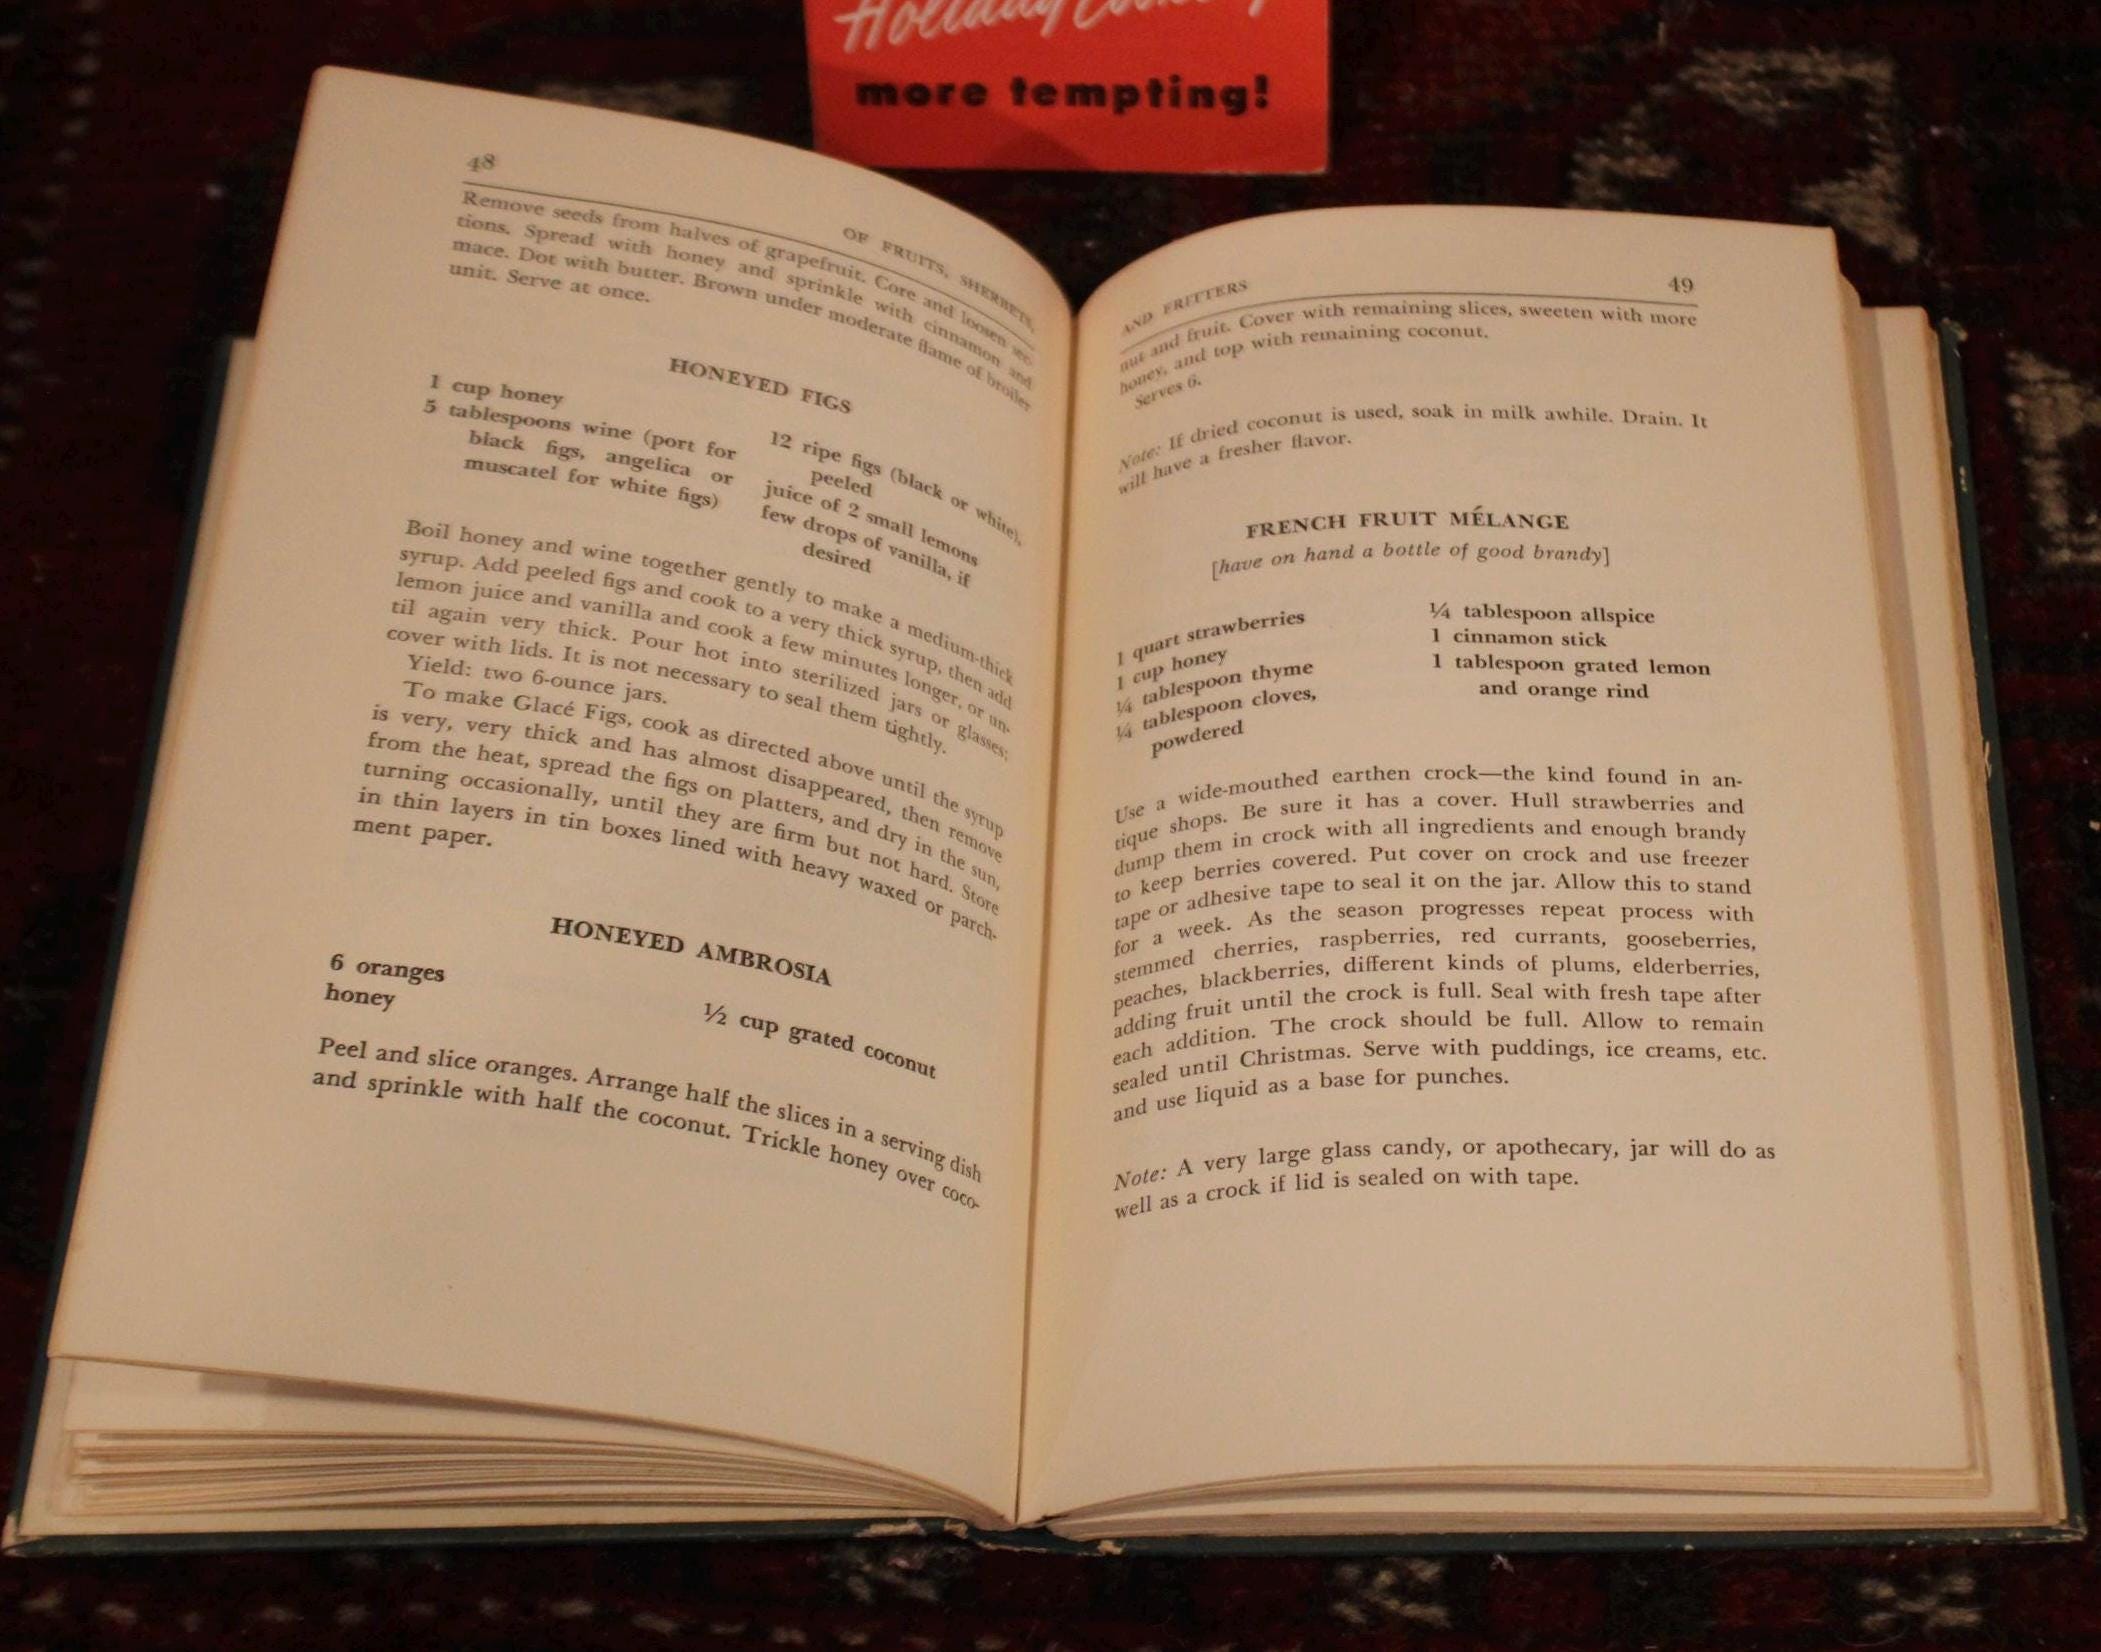 Holiday Cooking
more tempting!
48
OF FRUITS, SHERBETS,
Remove seeds from halves of grapefruit. Core and loosen sec-
tions. Spread with honey and sprinkle with cinnamon and
mace. Dot with butter. Brown under moderate flame of broiler
unit. Serve at once.
HONEYED FIGS
1 cup honey
5 tablespoons wine (port for
black figs, angelica or
muscatel for white figs)
12 ripe figs (black or white),
peeled
juice of 2 small lemons
few drops of vanilla, if
desired
Boil honey and wine together gently to make a medium-thick
syrup. Add peeled figs and cook to a very thick syrup, then add
lemon juice and vanilla and cook a few minutes longer, or un-
til again very thick. Pour hot into sterilized jars or glasses;
cover with lids. It is not necessary to seal them tightly.
Yield: two 6-ounce jars.
To make Glacé Figs, cook as directed above until the syrup
is very, very thick and has almost disappeared, then remove
from the heat, spread the figs on platters, and dry in the sun,
turning occasionally, until they are firm but not hard. Store
in thin layers in tin boxes lined with heavy waxed or parch-
ment paper.
HONEYED AMBROSIA
6 oranges
honey
½ cup grated coconut
Peel and slice oranges. Arrange half the slices in a serving dish
and sprinkle with half the coconut. Trickle honey over coco-
AND FRITTERS
49
nut and fruit. Cover with remaining slices, sweeten with more
honey, and top with remaining coconut.
Serves 6.
Note: If dried coconut is used, soak in milk awhile. Drain. It
will have a fresher flavor.
FRENCH FRUIT MÉLANGE
[have on hand a bottle of good brandy]
1 quart strawberries
1 cup honey
¼ tablespoon thyme
¼ tablespoon cloves,
powdered
¼ tablespoon allspice
1 cinnamon stick
1 tablespoon grated lemon
and orange rind
Use a wide-mouthed earthen crock—the kind found in an-
tique shops. Be sure it has a cover. Hull strawberries and
dump them in crock with all ingredients and enough brandy
to keep berries covered. Put cover on crock and use freezer
tape or adhesive tape to seal it on the jar. Allow this to stand
for a week. As the season progresses repeat process with
stemmed cherries, raspberries, red currants, gooseberries,
peaches, blackberries, different kinds of plums, elderberries,
adding fruit until the crock is full. Seal with fresh tape after
each addition. The crock should be full. Allow to remain
sealed until Christmas. Serve with puddings, ice creams, etc.
and use liquid as a base for punches.
Note: A very large glass candy, or apothecary, jar will do as
well as a crock if lid is sealed on with tape.